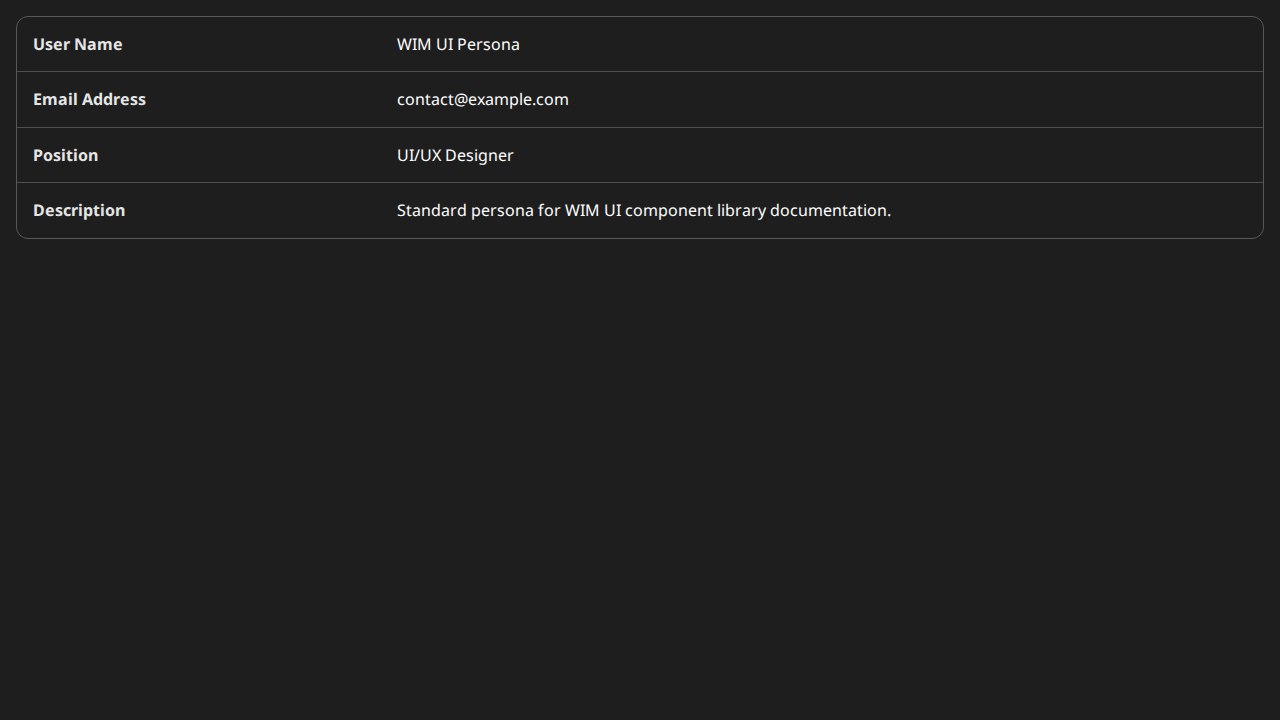 User Name WIM UI Persona
Email Address contact@example.com
Position UI/UX Designer
Description Standard persona for WIM UI component library documentation.